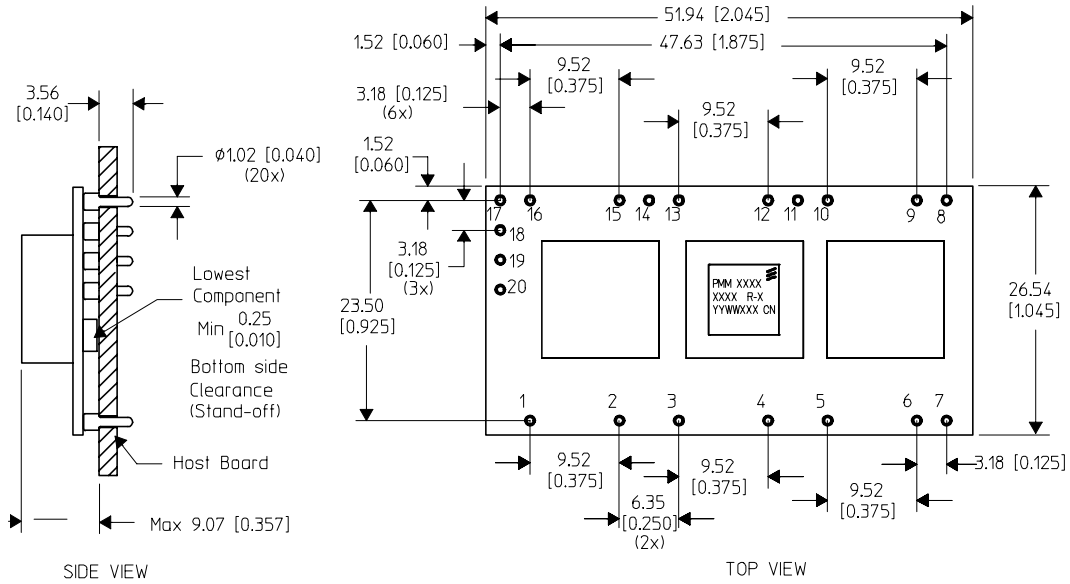 3.56
[0.140]
ø1.02 [0.040]
(20x)
Lowest
Component
Min 0.25
[0.010]
Bottom side
Clearance
(Stand-off)
Host Board
Max 9.07 [0.357]
SIDE VIEW
51.94 [2.045]
1.52 [0.060]
47.63 [1.875]
9.52
[0.375]
9.52
[0.375]
3.18 [0.125]
(6x)
9.52
[0.375]
1.52
[0.060]
17 16 15 14 13 12 11 10 9 8
18
19
20
3.18
[0.125]
(3x)
23.50
[0.925]
26.54
[1.045]
PMM XXXX
XXXX R-X
YYWWXXX CN
1 2 3 4 5 6 7
9.52
[0.375]
9.52
[0.375]
3.18 [0.125]
6.35
[0.250]
(2x)
9.52
[0.375]
TOP VIEW